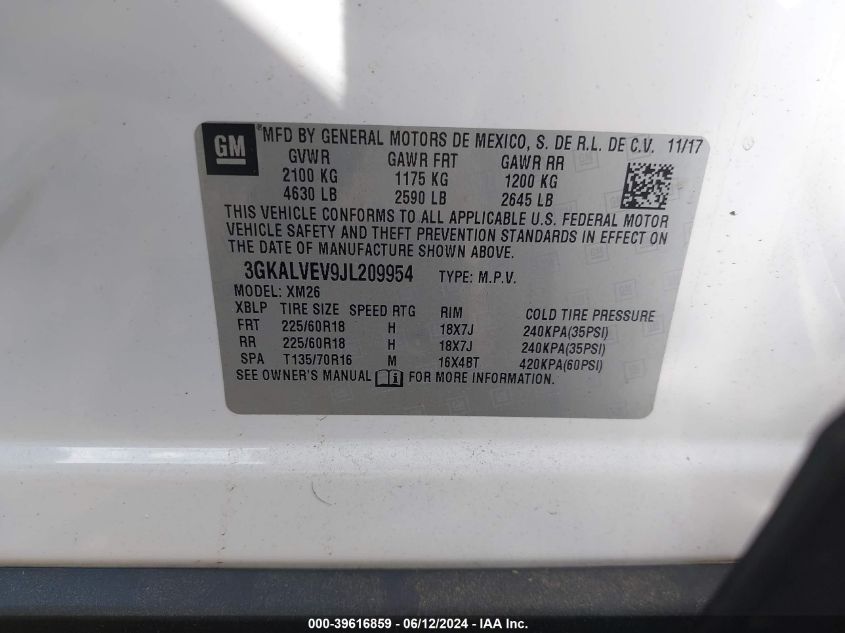 GM ® MFD BY GENERAL MOTORS DE MEXICO, S. DE R.L. DE C.V. 11/17
GVWR GAWR FRT GAWR RR
2100 KG 1175 KG 1200 KG
4630 LB 2590 LB 2645 LB
THIS VEHICLE CONFORMS TO ALL APPLICABLE U.S. FEDERAL MOTOR
VEHICLE SAFETY AND THEFT PREVENTION STANDARDS IN EFFECT ON
THE DATE OF MANUFACTURE SHOWN ABOVE.
3GKALVEV9JL209954 TYPE: M.P.V.
MODEL: XM26
XBLP TIRE SIZE SPEED RTG RIM COLD TIRE PRESSURE
FRT 225/60R18 H 18X7J 240KPA(35PSI)
RR 225/60R18 H 18X7J 240KPA(35PSI)
SPA T135/70R16 M 16X4BT 420KPA(60PSI)
SEE OWNER'S MANUAL i FOR MORE INFORMATION.
000-39616859 - 06/12/2024 - IAAI Inc.